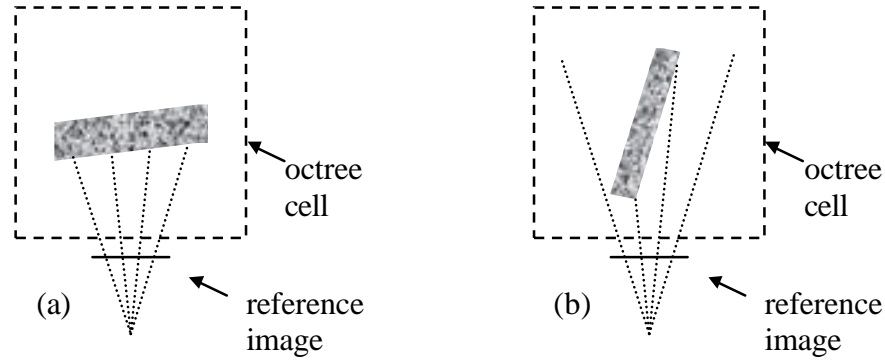 octree
cell
(a)
reference
image
octree
cell
(b)
reference
image